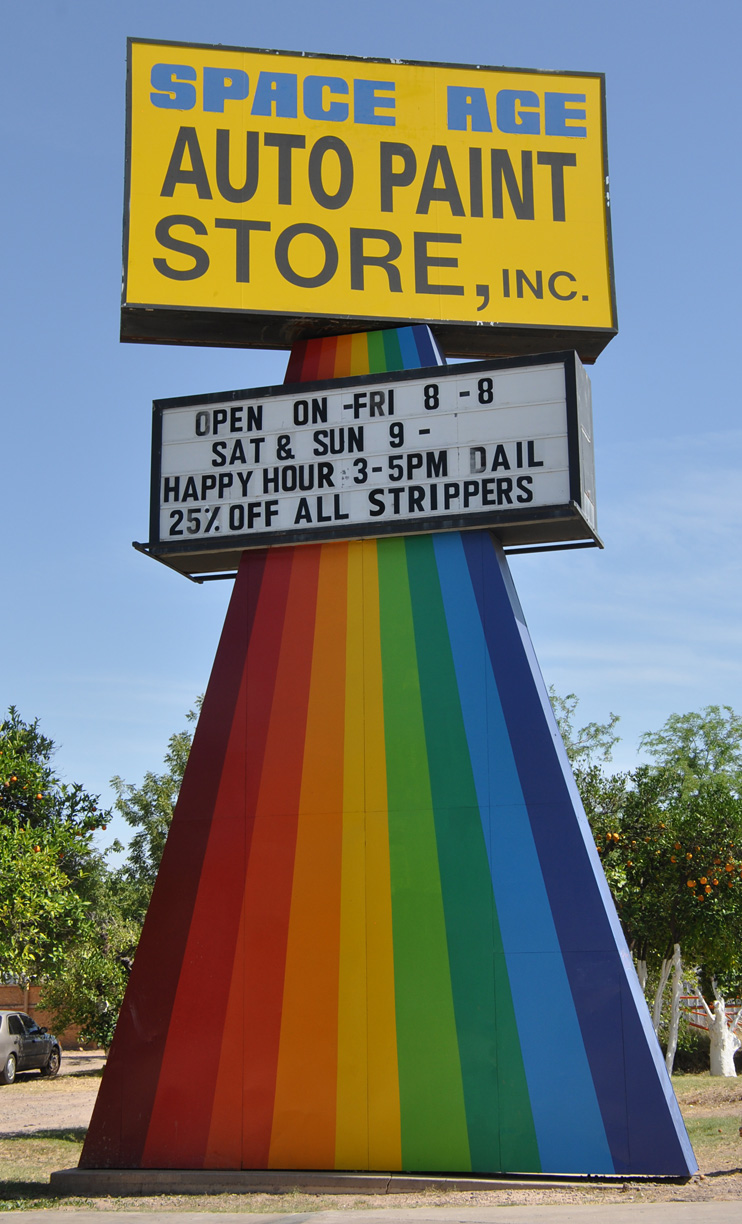 SPACE AGE
AUTO PAINT
STORE, INC.
OPEN ON -FRI 8 -8
SAT & SUN 9 -
HAPPY HOUR 3-5PM DAIL
25% OFF ALL STRIPPERS